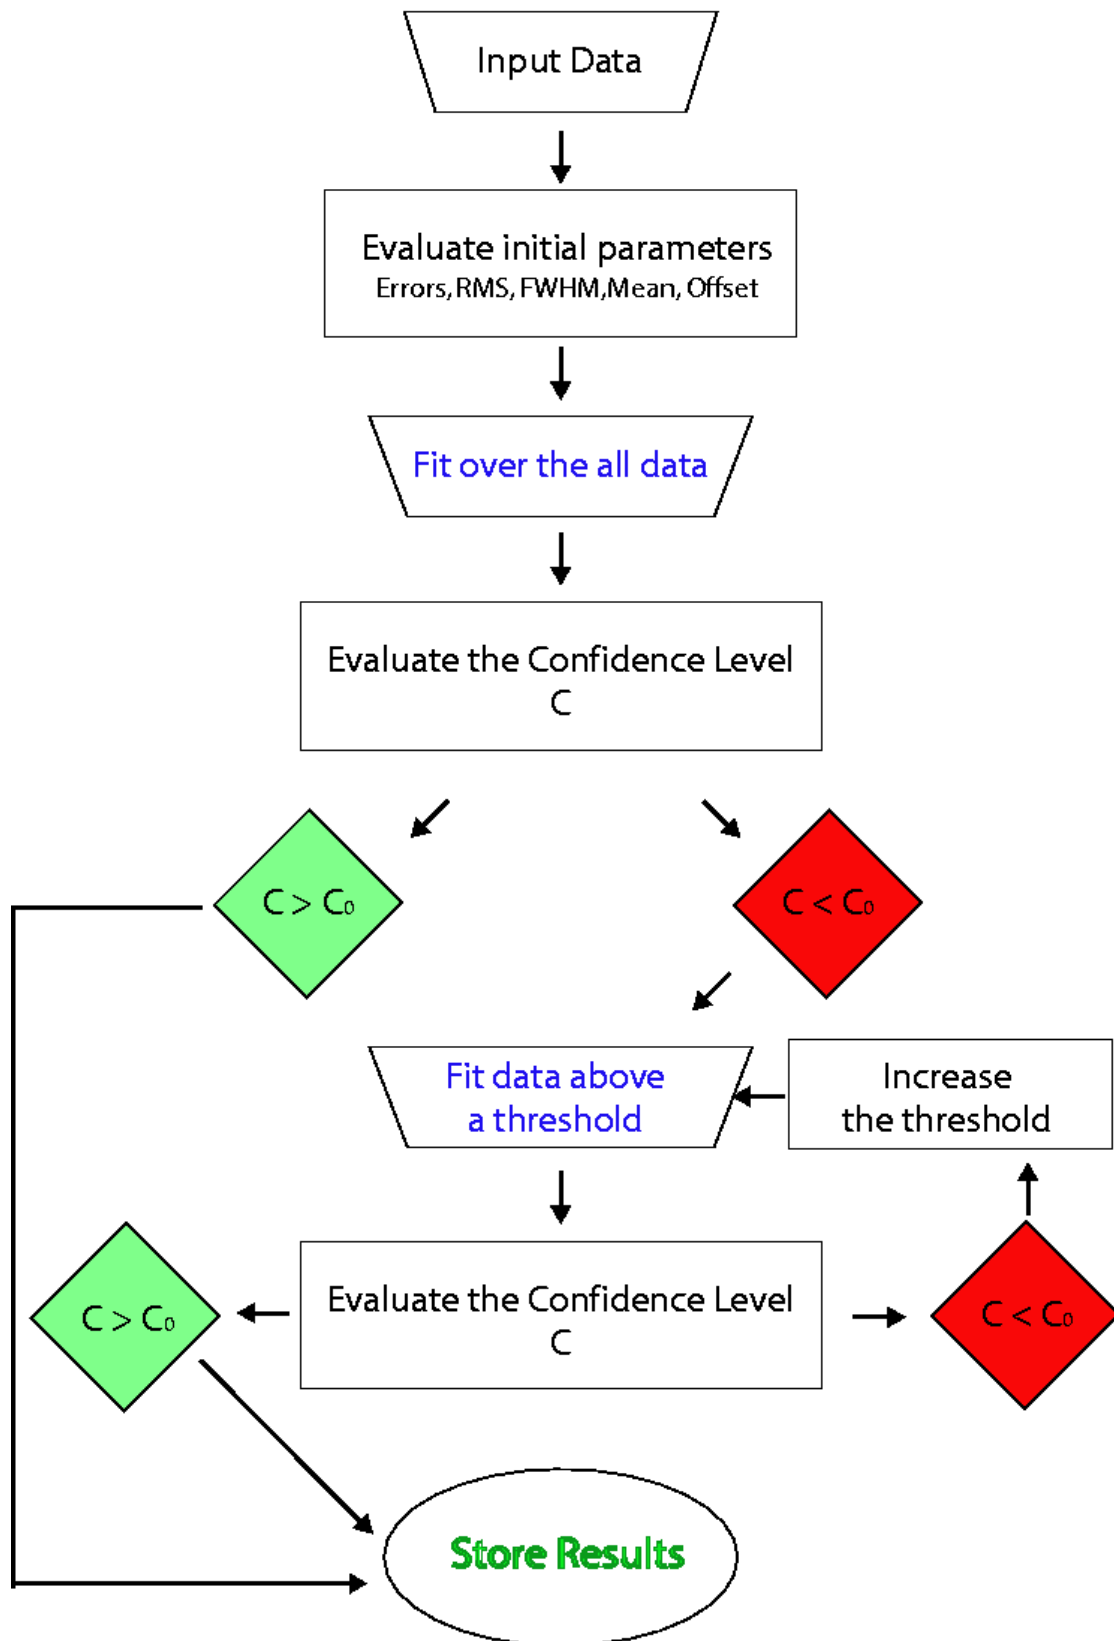 Input Data
Evaluate initial parameters
Errors, RMS, FWHM, Mean, Offset
Fit over the all data
Evaluate the Confidence Level
C
C > C₀
C < C₀
Fit data above
a threshold
Increase
the threshold
C > C₀
Evaluate the Confidence Level
C
C < C₀
Store Results